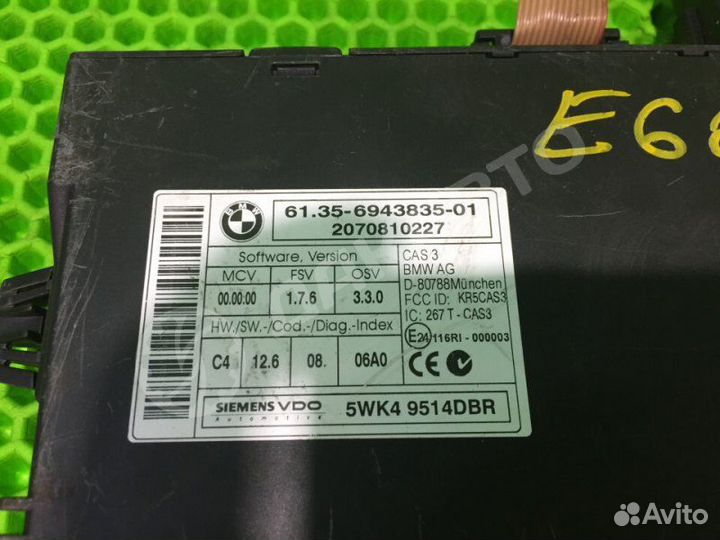 E6
BMW
61.35-6943835-01
2070810227
Software, Version
MCV FSV OSV
00.00.00 1.7.6 3.3.0
HW./SW.-/Cod.-/Diag.-Index
C4 12.6 08. 06A0
CAS 3
BMW AG
D-80788München
FCC ID: KR5CAS3
IC: 267 T - CAS3
E24 116RI - 000003
SIEMENS VDO
Automotive
5WK4 9514DBR
Avito